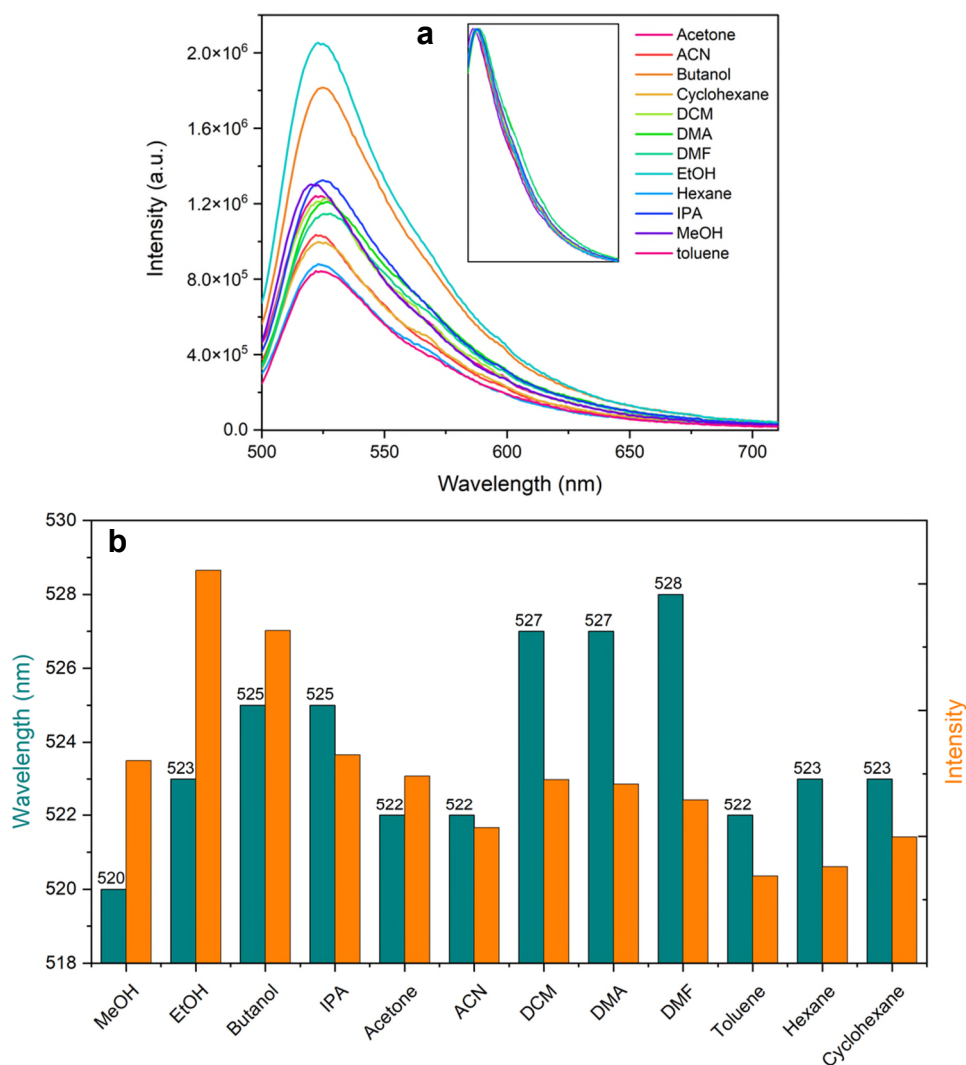 a
Acetone
ACN
Butanol
Cyclohexane
DCM
DMA
DMF
EtOH
Hexane
IPA
MeOH
toluene
2.0×10⁶
1.6×10⁶
1.2×10⁶
8.0×10⁵
4.0×10⁵
0.0
Intensity (a.u.)
500 550 600 650 700
Wavelength (nm)
b
530
528
526
524
522
520
518
Wavelength (nm)
520 523 525 525 522 522 527 527 528 522 523 523
Intensity
MeOH EtOH Butanol IPA Acetone ACN DCM DMA DMF Toluene Hexane Cyclohexane